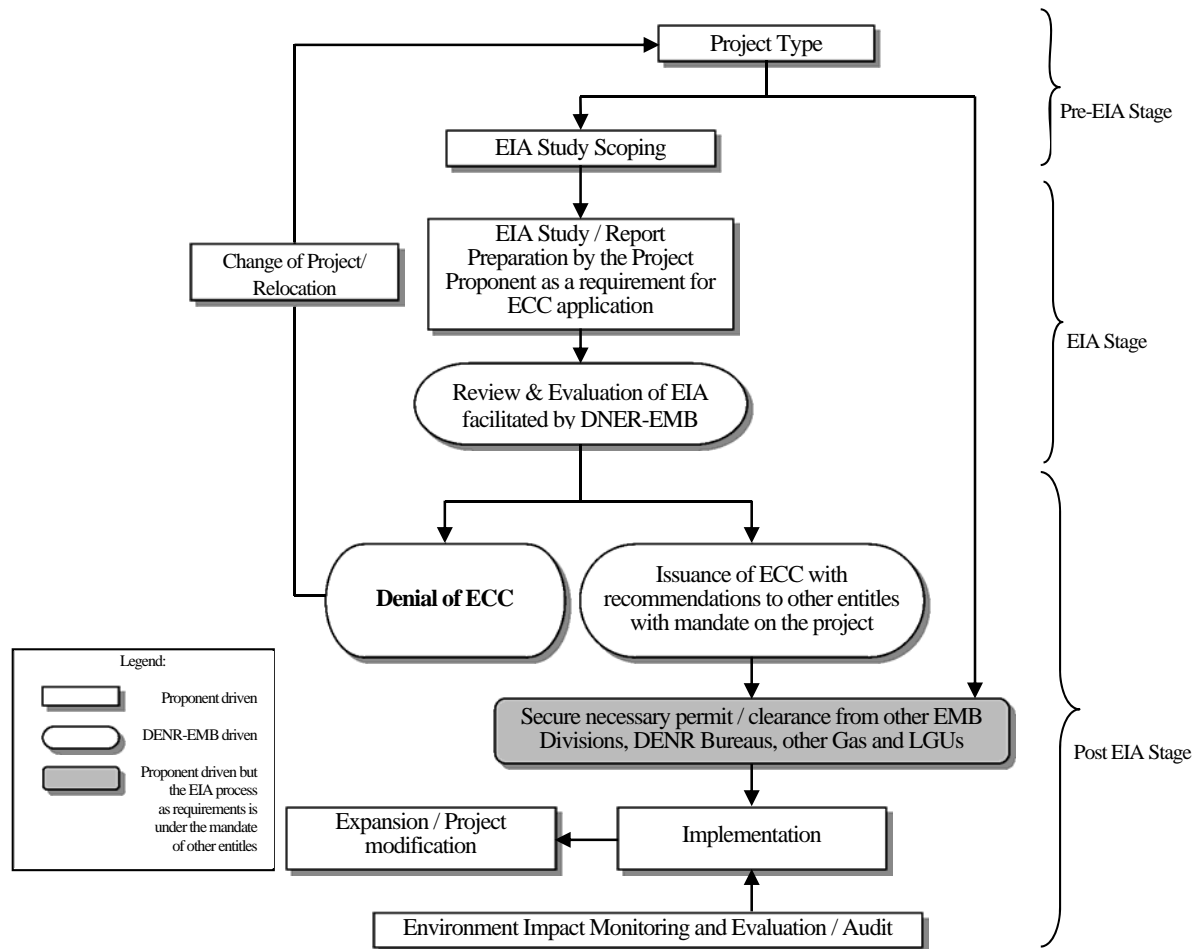 Project Type
Pre-EIA Stage
EIA Study Scoping
EIA Study / Report
Preparation by the Project
Proponent as a requirement for
ECC application
Change of Project/
Relocation
EIA Stage
Review & Evaluation of EIA
facilitated by DNER-EMB
Denial of ECC
Issuance of ECC with
recommendations to other entitles
with mandate on the project
Legend:
Proponent driven
DENR-EMB driven
Proponent driven but
the EIA process
as requirements is
under the mandate
of other entitles
Secure necessary permit / clearance from other EMB
Divisions, DENR Bureaus, other Gas and LGUs
Post EIA Stage
Expansion / Project
modification
Implementation
Environment Impact Monitoring and Evaluation / Audit